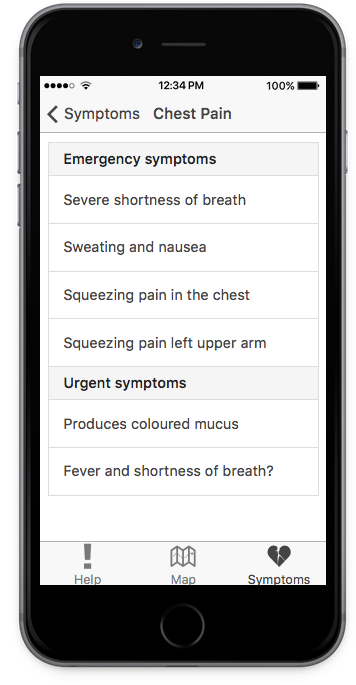 12:34 PM 100%
Symptoms Chest Pain
Emergency symptoms
Severe shortness of breath
Sweating and nausea
Squeezing pain in the chest
Squeezing pain left upper arm
Urgent symptoms
Produces coloured mucus
Fever and shortness of breath?
Help Map Symptoms